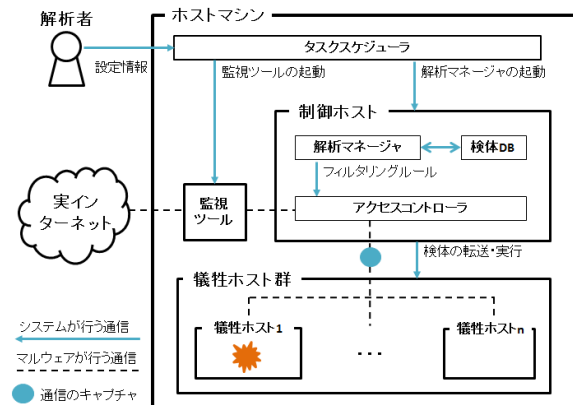 解析者
ホストマシン
タスクスケジューラ
設定情報
監視ツールの起動
解析マネージャの起動
制御ホスト
解析マネージャ
検体DB
フィルタリングルール
実イン
ターネット
監視
ツール
アクセスコントローラ
検体の転送・実行
犠牲ホスト群
システムが行う通信
犠牲ホスト1
犠牲ホストn
マルウェアが行う通信
・・・
通信のキャプチャ